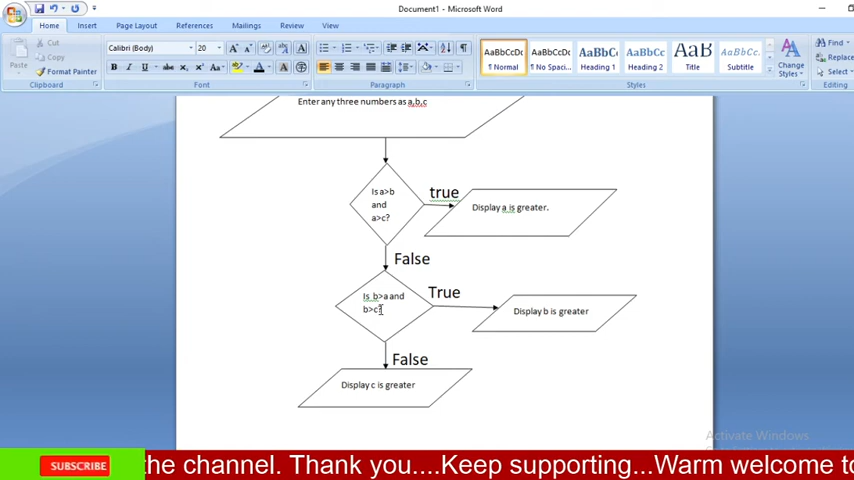 Document1 - Microsoft Word
Home Insert Page Layout References Mailings Review View
Cut
Copy
Format Painter
Paste
Clipboard
Calibri (Body) 20
Font
Paragraph
AaBbCcDc AaBbCcDc AaBbC AaBbCc AaB AaBbCc
¶ Normal ¶ No Spaci... Heading 1 Heading 2 Title Subtitle
Styles
Change
Styles
Find
Replace
Select
Editing
Enter any three numbers as a,b,c
Is a>b
and
a>c?
true
Display a is greater.
False
Is b>a and
b>c?
True
Display b is greater
False
Display c is greater
Activate Windows
SUBSCRIBE
the channel. Thank you....Keep supporting...Warm welcome to